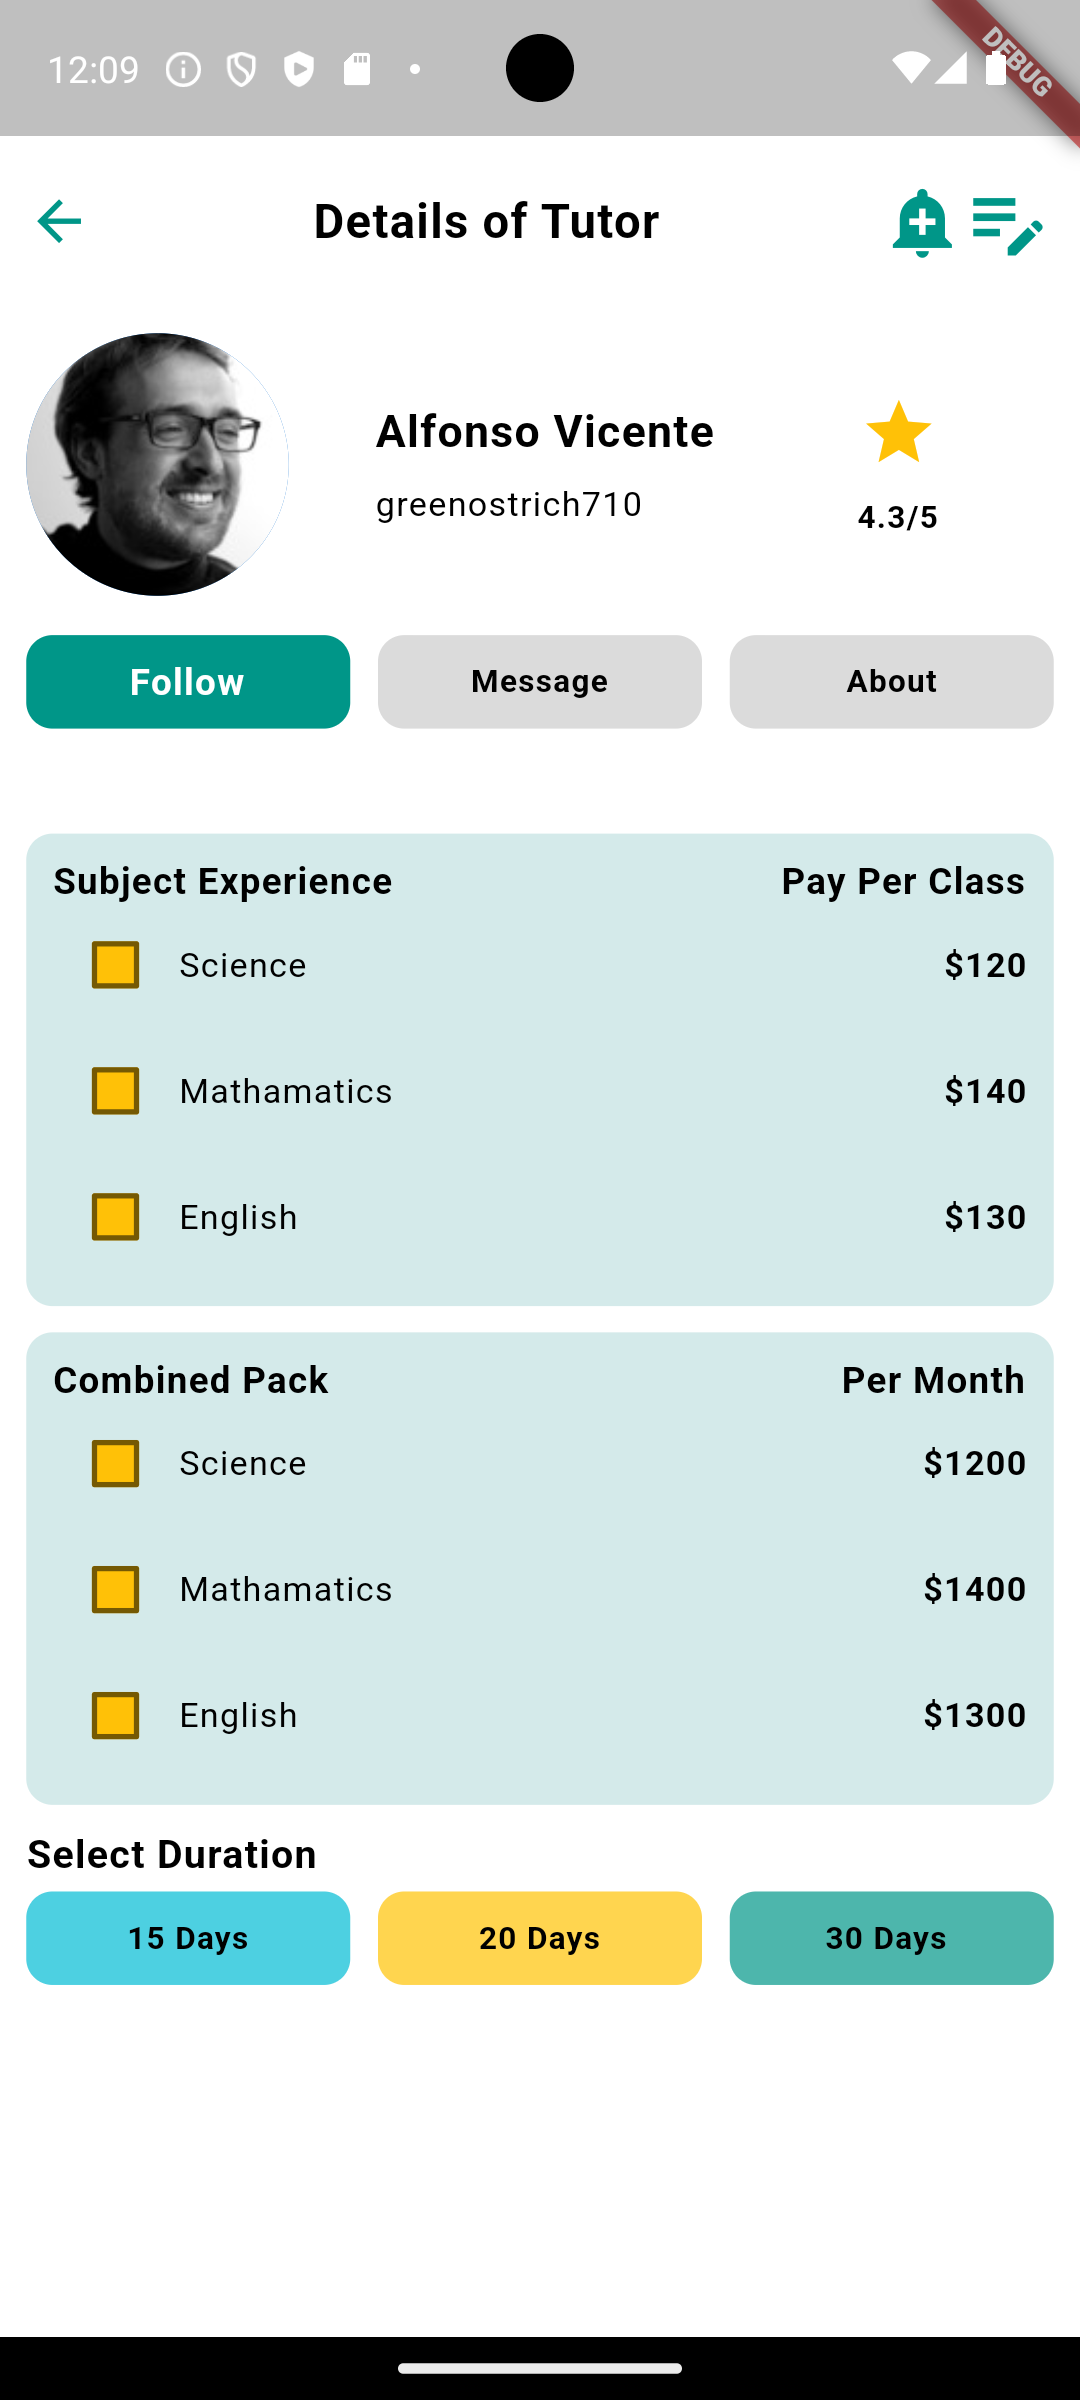 12:09
DEBUG
Details of Tutor
Alfonso Vicente
greenostrich710
4.3/5
Follow
Message
About
Subject Experience
Pay Per Class
Science
$120
Mathamatics
$140
English
$130
Combined Pack
Per Month
Science
$1200
Mathamatics
$1400
English
$1300
Select Duration
15 Days
20 Days
30 Days